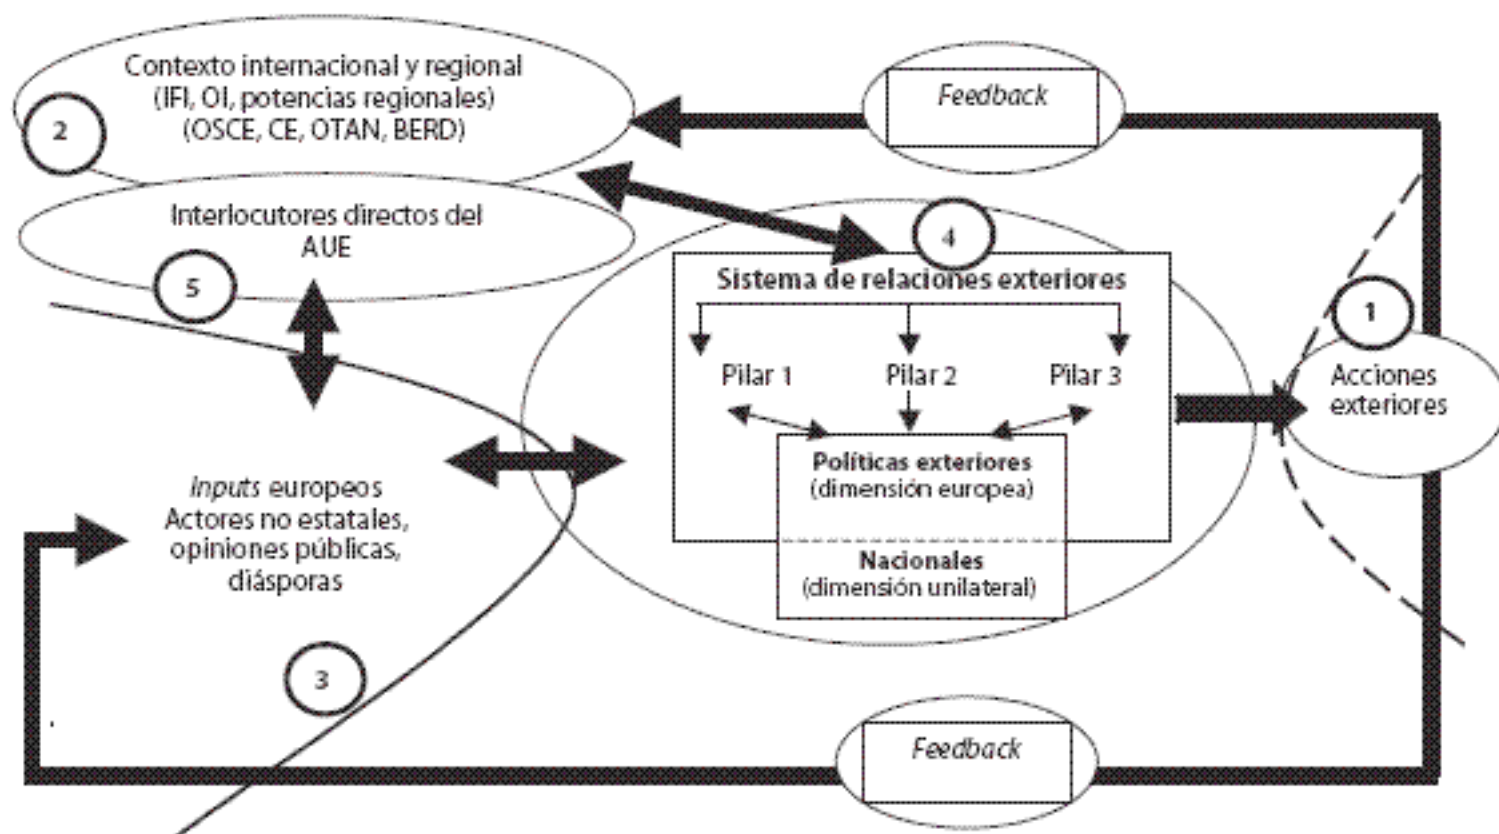 Contexto internacional y regional
(IFI, OI, potencias regionales)
(OSCE, CE, OTAN, BERD)
2
Feedback
Interlocutores directos del
AUE
5
4
Sistema de relaciones exteriores
Pilar 1
Pilar 2
Pilar 3
1
Acciones
exteriores
Políticas exteriores
(dimensión europea)
Nacionales
(dimensión unilateral)
Inputs europeos
Actores no estatales,
opiniones públicas,
diásporas
3
Feedback